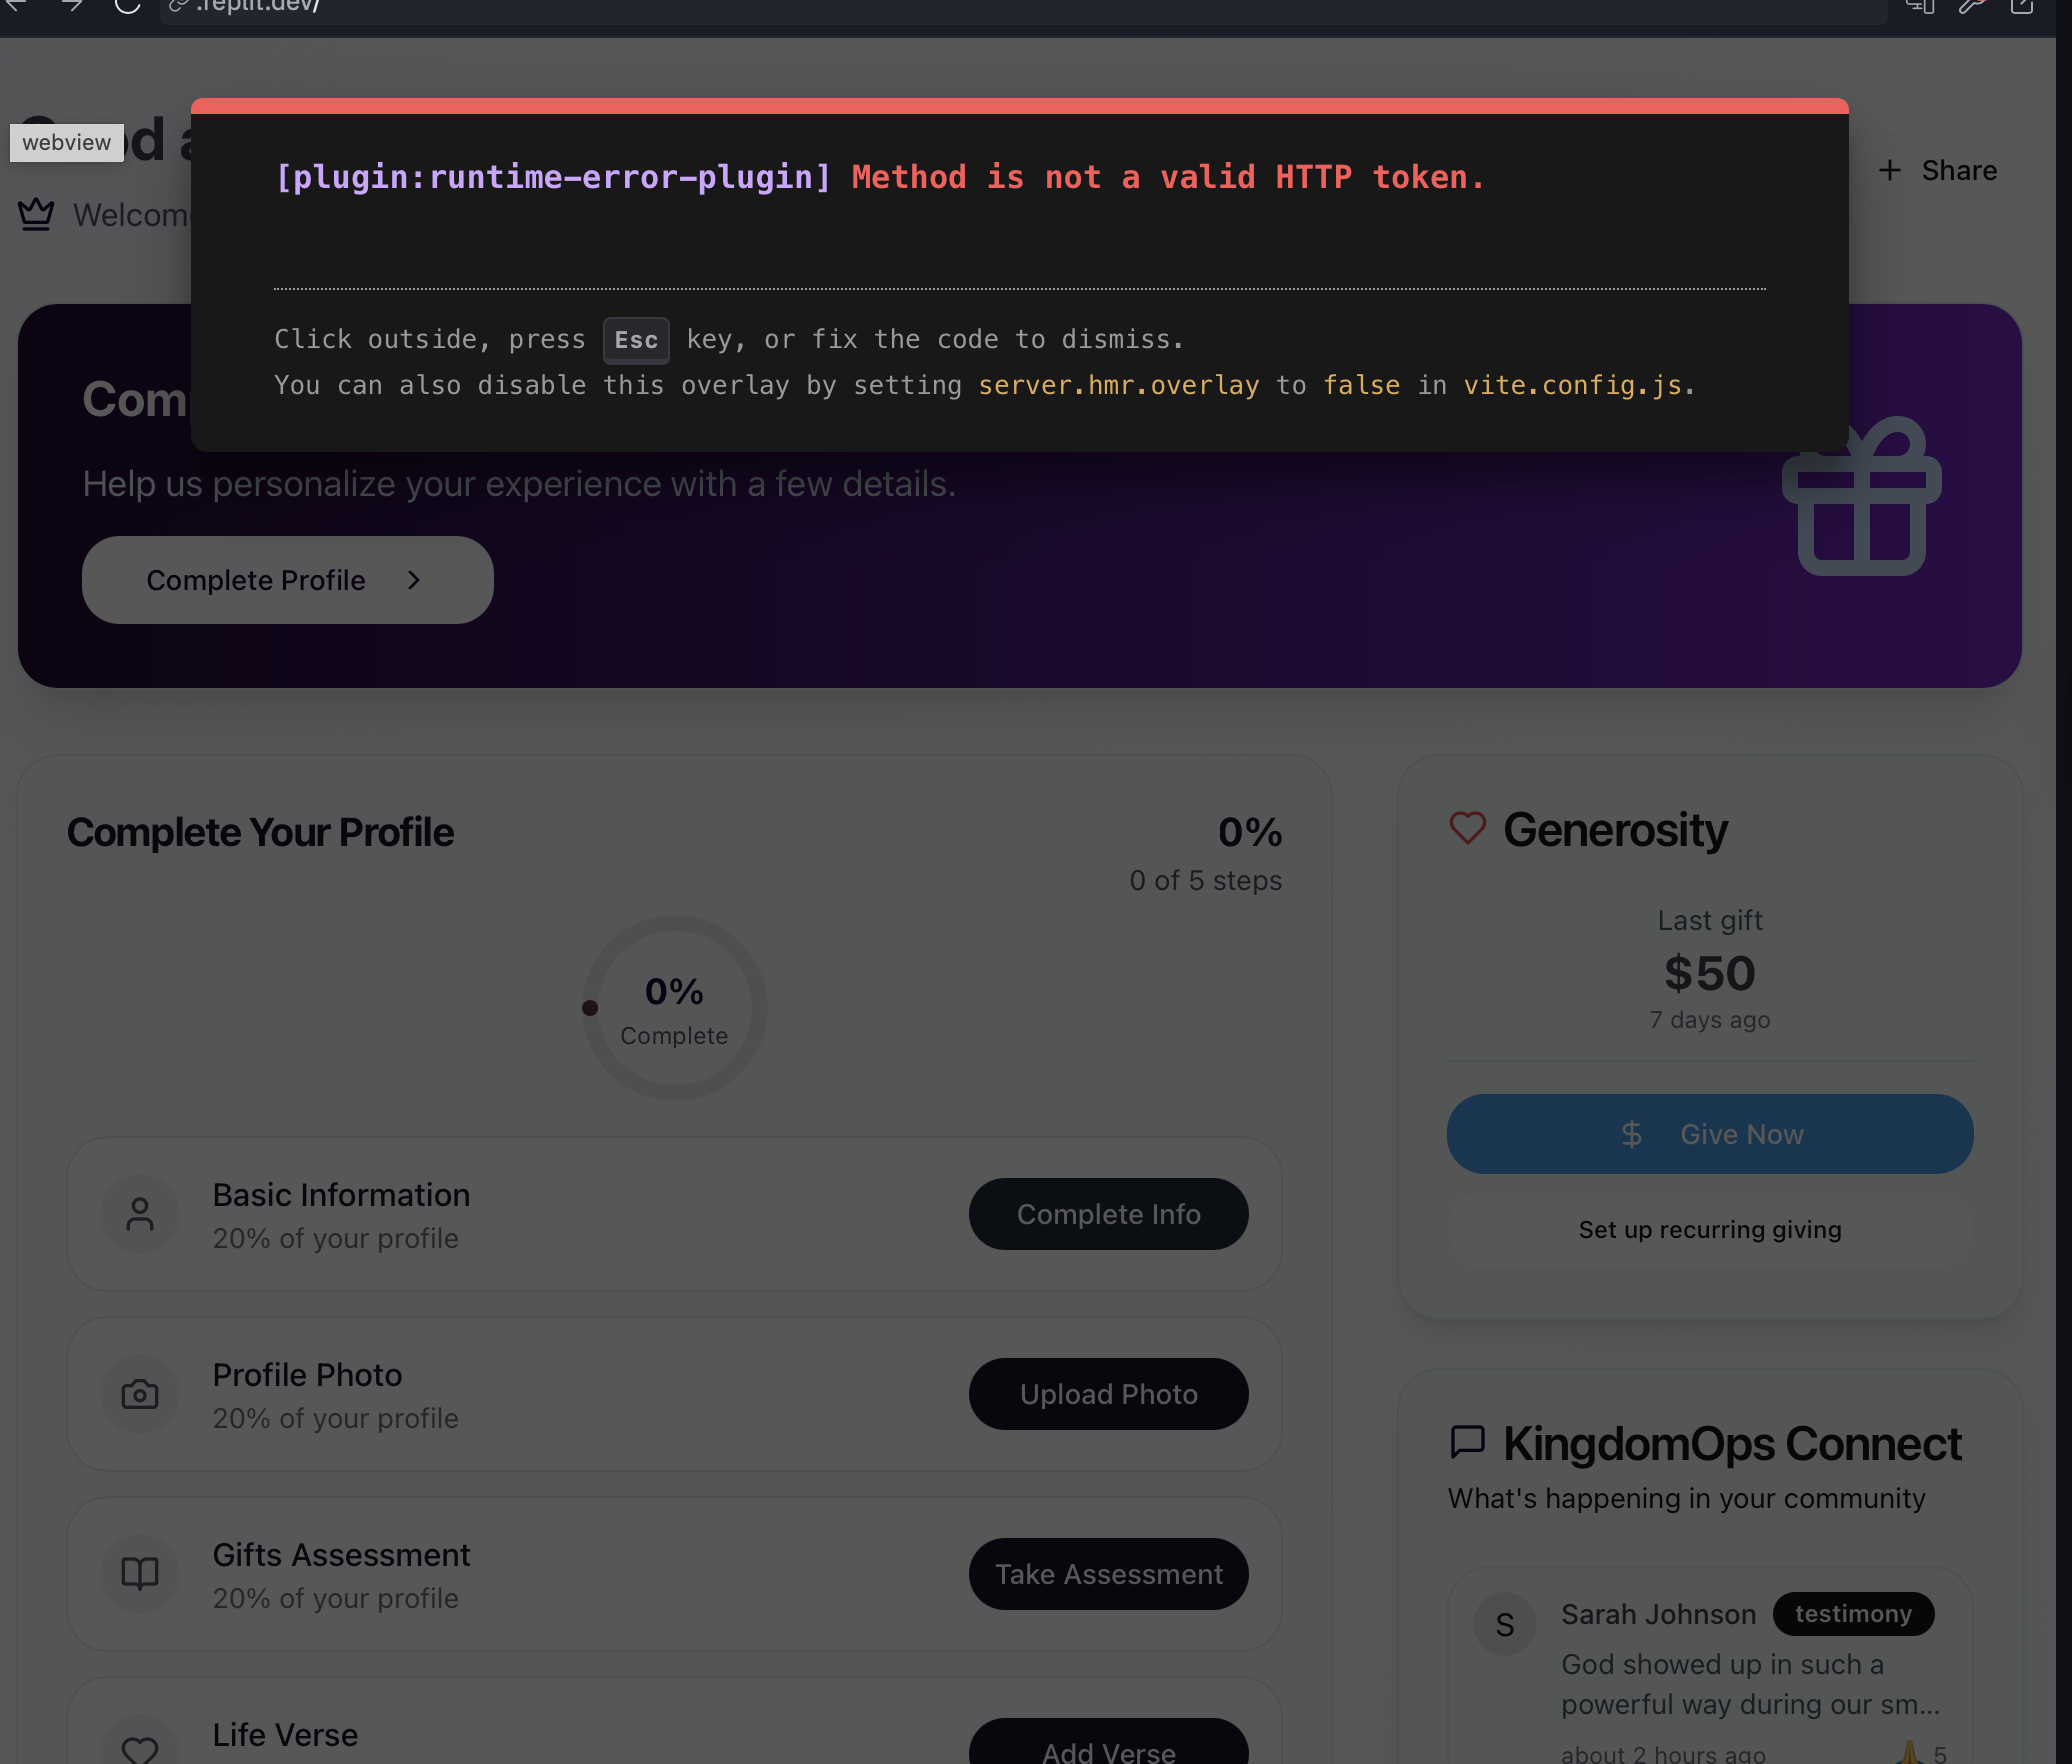 .replit.dev/
webview
[plugin:runtime-error-plugin] Method is not a valid HTTP token.
Share
Click outside, press Esc key, or fix the code to dismiss.
You can also disable this overlay by setting server.hmr.overlay to false in vite.config.js.
Help us personalize your experience with a few details.
Complete Profile
Complete Your Profile
0%
0 of 5 steps
0%
Complete
Basic Information
20% of your profile
Complete Info
Profile Photo
20% of your profile
Upload Photo
Gifts Assessment
20% of your profile
Take Assessment
Life Verse
Add Verse
Generosity
Last gift
$50
7 days ago
$ Give Now
Set up recurring giving
KingdomOps Connect
What's happening in your community
S
Sarah Johnson testimony
God showed up in such a
powerful way during our sm...
about 2 hours ago 🙏 5